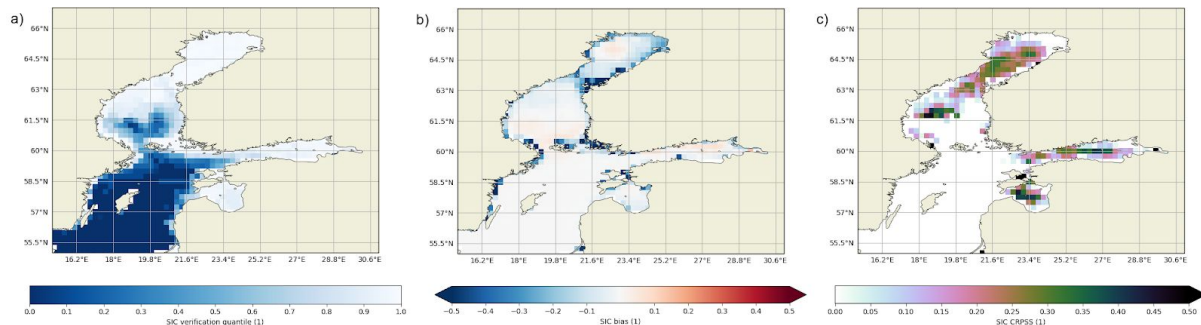 a)
b)
c)
66°N
64.5°N
63°N
61.5°N
60°N
58.5°N
57°N
55.5°N
16.2°E 18°E 19.8°E 21.6°E 23.4°E 25.2°E 27°E 28.8°E 30.6°E
66°N
64.5°N
63°N
61.5°N
60°N
58.5°N
57°N
55.5°N
16.2°E 18°E 19.8°E 21.6°E 23.4°E 25.2°E 27°E 28.8°E 30.6°E
66°N
64.5°N
63°N
61.5°N
60°N
58.5°N
57°N
55.5°N
16.2°E 18°E 19.8°E 21.6°E 23.4°E 25.2°E 27°E 28.8°E 30.6°E
0.0 0.1 0.2 0.3 0.4 0.5 0.6 0.7 0.8 0.9 1.0
SIC verification quantile (1)
−0.5 −0.4 −0.3 −0.2 −0.1 0.1 0.2 0.3 0.4 0.5
SIC bias (1)
0.00 0.05 0.10 0.15 0.20 0.25 0.30 0.35 0.40 0.45 0.50
SIC CRPSS (1)